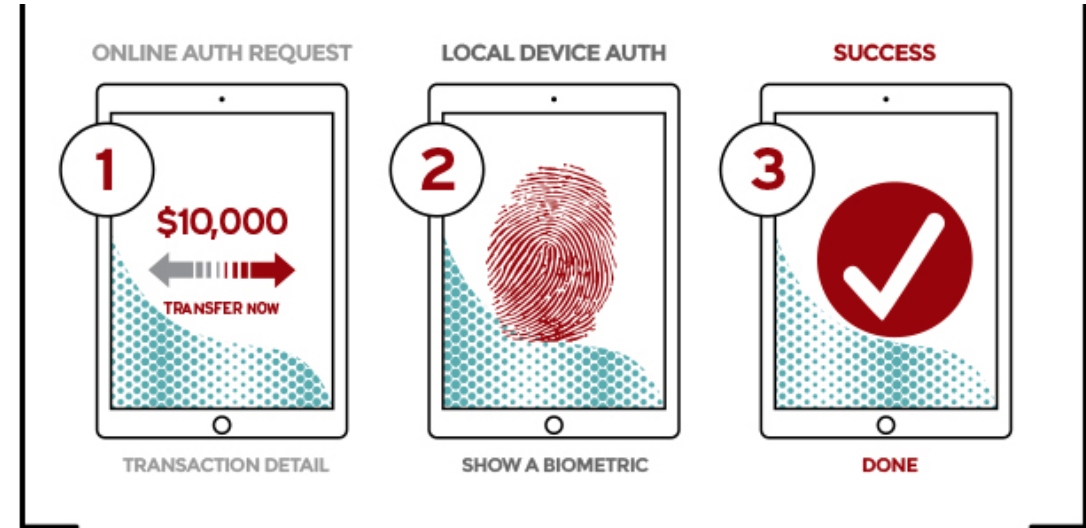 ONLINE AUTH REQUEST
LOCAL DEVICE AUTH
SUCCESS
1
2
3
$10,000
TRANSFER NOW
TRANSACTION DETAIL
SHOW A BIOMETRIC
DONE